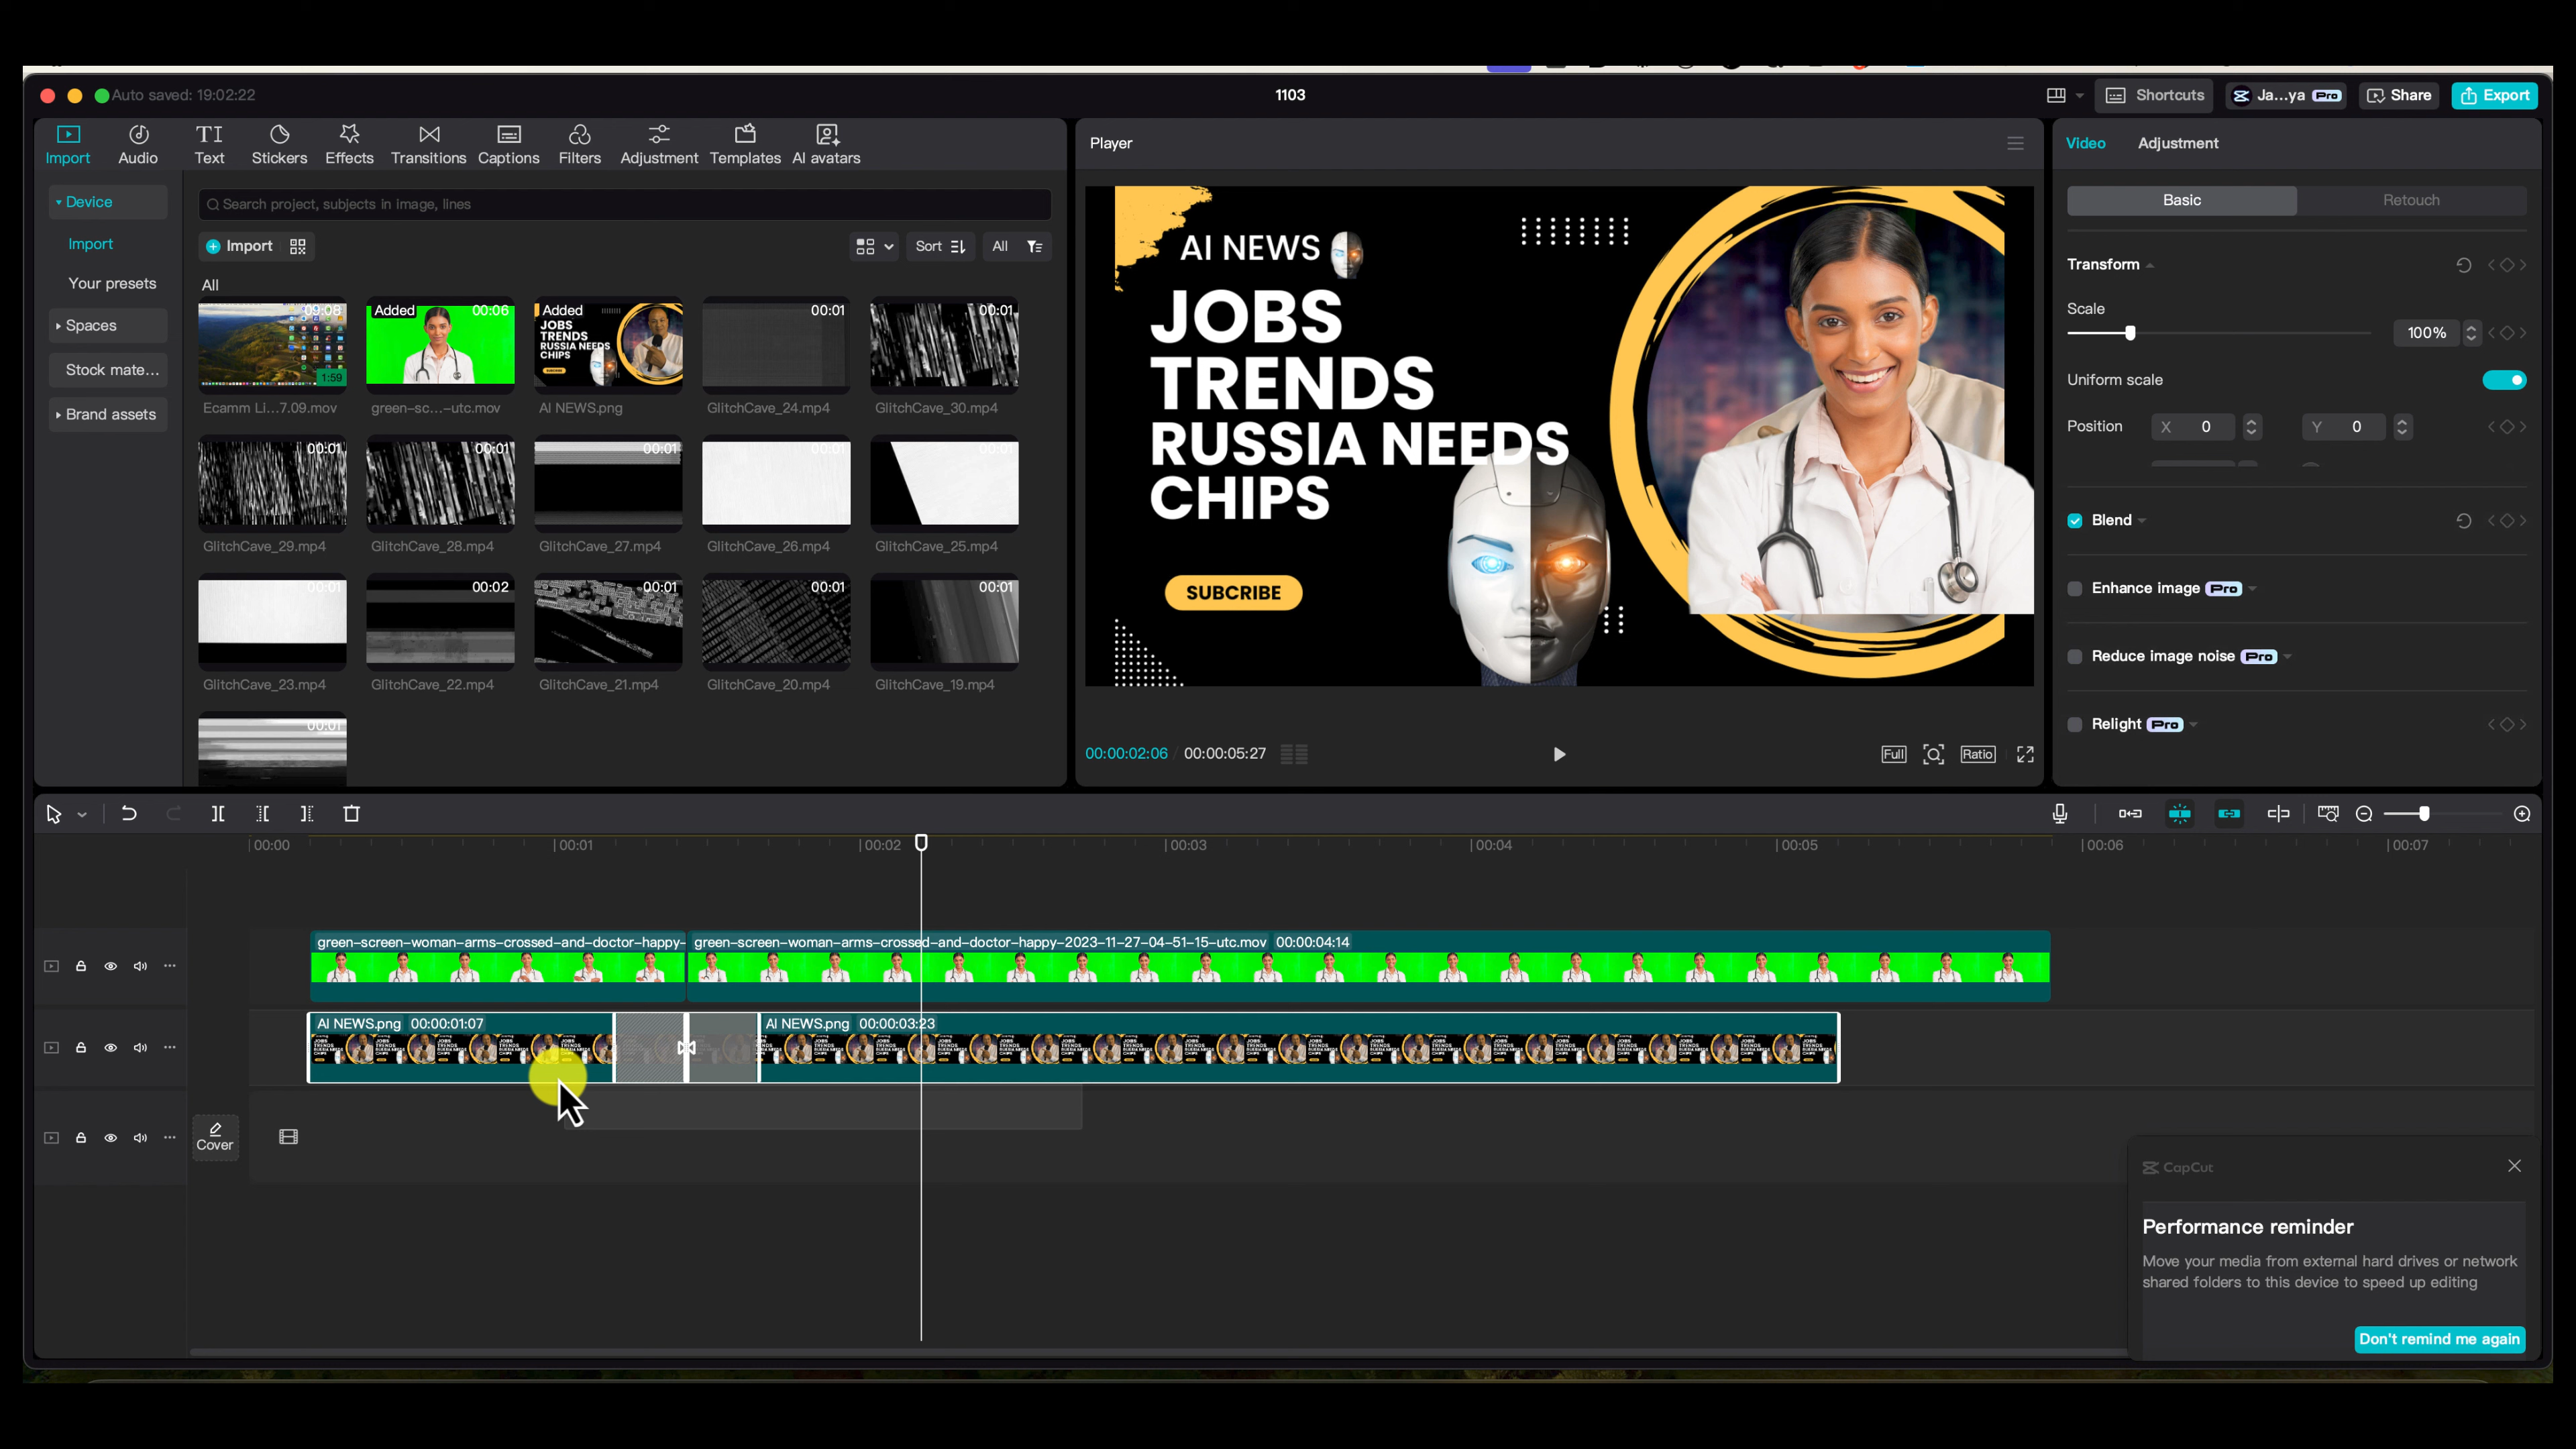 Auto saved: 19:02:22
1103
Shortcuts
Ja...ya Pro
Share
Export
Import
Audio
Text
Stickers
Effects
Transitions
Captions
Filters
Adjustment
Templates
AI avatars
Device
Import
Your presets
Spaces
Stock mate...
Brand assets
Search project, subjects in image, lines
Import
Sort
All
All
09:08
1:59
Ecamm Li...7.09.mov
Added 00:06
green-sc...-utc.mov
Added
JOBS
TRENDS
RUSSIA NEEDS
CHIPS
AI NEWS.png
00:01
GlitchCave_24.mp4
00:01
GlitchCave_30.mp4
00:01
GlitchCave_29.mp4
00:01
GlitchCave_28.mp4
00:01
GlitchCave_27.mp4
GlitchCave_26.mp4
00:01
GlitchCave_25.mp4
00:01
GlitchCave_23.mp4
00:02
GlitchCave_22.mp4
00:01
GlitchCave_21.mp4
00:01
GlitchCave_20.mp4
00:01
GlitchCave_19.mp4
00:01
Player
AI NEWS
JOBS
TRENDS
RUSSIA NEEDS
CHIPS
SUBCRIBE
00:00:02:06 / 00:00:05:27
Full
Ratio
Video
Adjustment
Basic
Retouch
Transform
Scale
100%
Uniform scale
Position X 0 Y 0
Blend
Enhance image Pro
Reduce image noise Pro
Relight Pro
00:00
00:01
00:02
00:03
00:04
00:05
00:06
00:07
green-screen-woman-arms-crossed-and-doctor-happy-
green-screen-woman-arms-crossed-and-doctor-happy-2023-11-27-04-51-15-utc.mov 00:00:04:14
AI NEWS.png 00:00:01:07
AI NEWS.png 00:00:03:23
Cover
CapCut
Performance reminder
Move your media from external hard drives or network
shared folders to this device to speed up editing
Don't remind me again